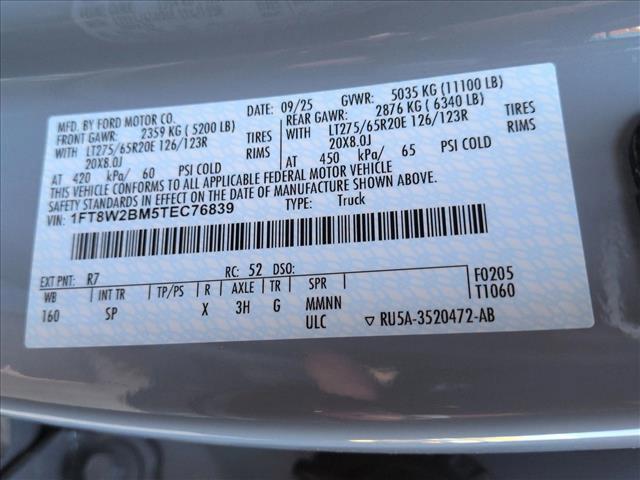 MFD. BY FORD MOTOR CO. DATE: 09/25 GVWR: 5035 KG (11100 LB)
FRONT GAWR: 2359 KG (5200 LB) REAR GAWR: 2876 KG (6340 LB)
WITH LT275/65R20E 126/123R TIRES WITH LT275/65R20E 126/123R TIRES
20X8.0J RIMS 20X8.0J RIMS
AT 420 kPa/ 60 PSI COLD AT 450 kPa/ 65 PSI COLD
THIS VEHICLE CONFORMS TO ALL APPLICABLE FEDERAL MOTOR VEHICLE
SAFETY STANDARDS IN EFFECT ON THE DATE OF MANUFACTURE SHOWN ABOVE.
VIN: 1FT8W2BM5TEC76839 TYPE: Truck
EXT PNT: R7 RC: 52 DSO: F0205
WB INT TR TP/PS R AXLE TR SPR T1060
160 SP X 3H G MMNN
ULC ▽ RU5A-3520472-AB